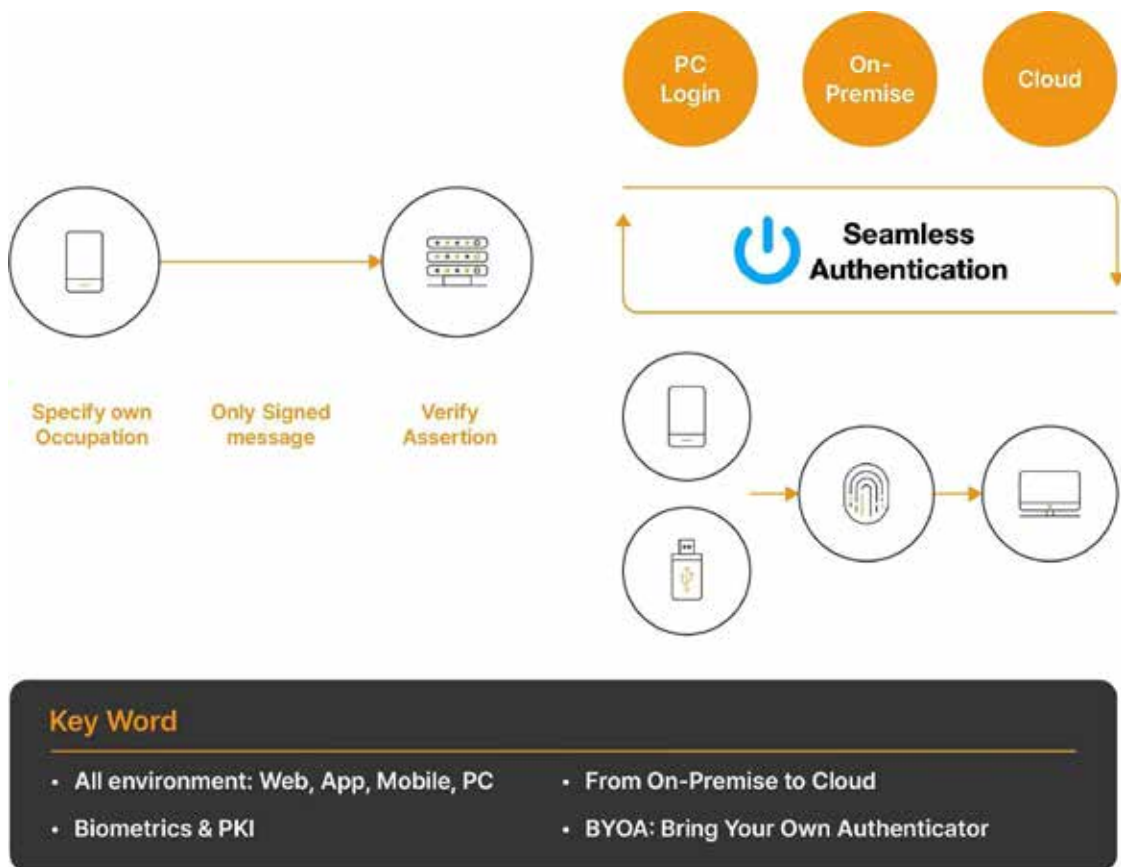 PC
Login
On-
Premise
Cloud
Seamless
Authentication
Specify own
Occupation
Only Signed
message
Verify
Assertion
Key Word
• All environment: Web, App, Mobile, PC
• Biometrics & PKI
• From On-Premise to Cloud
• BYOA: Bring Your Own Authenticator